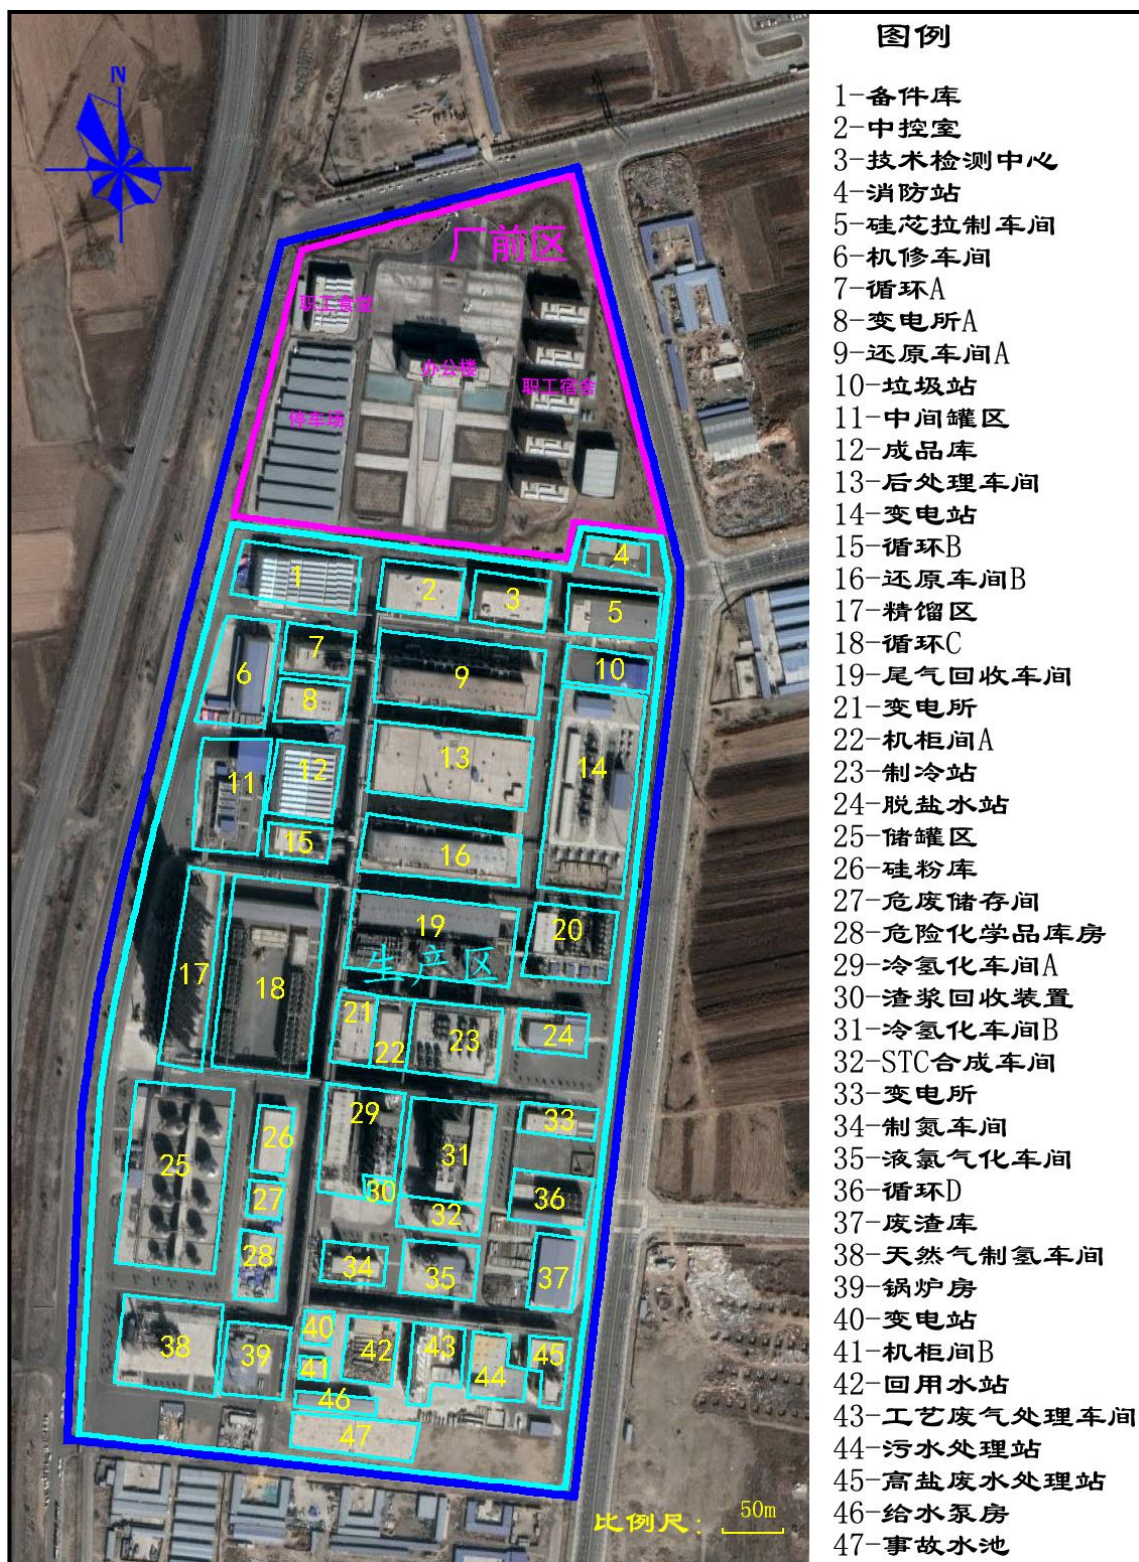 图例
1-备件库
2-中控室
3-技术检测中心
4-消防站
5-硅芯拉制车间
6-机修车间
7-循环A
8-变电所A
9-还原车间A
10-垃圾站
11-中间罐区
12-成品库
13-后处理车间
14-变电站
15-循环B
16-还原车间B
17-精馏区
18-循环C
19-尾气回收车间
21-变电所
22-机柜间A
23-制冷站
24-脱盐水站
25-储罐区
26-硅粉库
27-危废储存间
28-危险化学品库房
29-冷氢化车间A
30-渣浆回收装置
31-冷氢化车间B
32-STC合成车间
33-变电所
34-制氮车间
35-液氯气化车间
36-循环D
37-废渣库
38-天然气制氢车间
39-锅炉房
40-变电站
41-机柜间B
42-回用水站
43-工艺废气处理车间
44-污水处理站
45-高盐废水处理站
46-给水泵房
47-事故水池
N
厂前区
职工食堂
办公楼
职工宿舍
停车场
4
1
2
3
5
7
6
9
10
8
13
11
12
14
15
16
19
20
生产区
17
18
21
22
23
24
29
33
26
31
25
30
36
27
32
28
34
35
37
40
38
39
42
43
45
41
44
46
47
比例尺:
50m